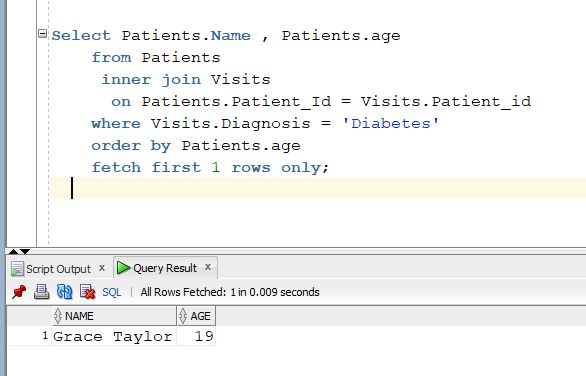 Select Patients.Name , Patients.age
from Patients
inner join Visits
on Patients.Patient_Id = Visits.Patient_id
where Visits.Diagnosis = 'Diabetes'
order by Patients.age
fetch first 1 rows only;
Script Output x Query Result x
SQL | All Rows Fetched: 1 in 0.009 seconds
NAME AGE
1 Grace Taylor 19